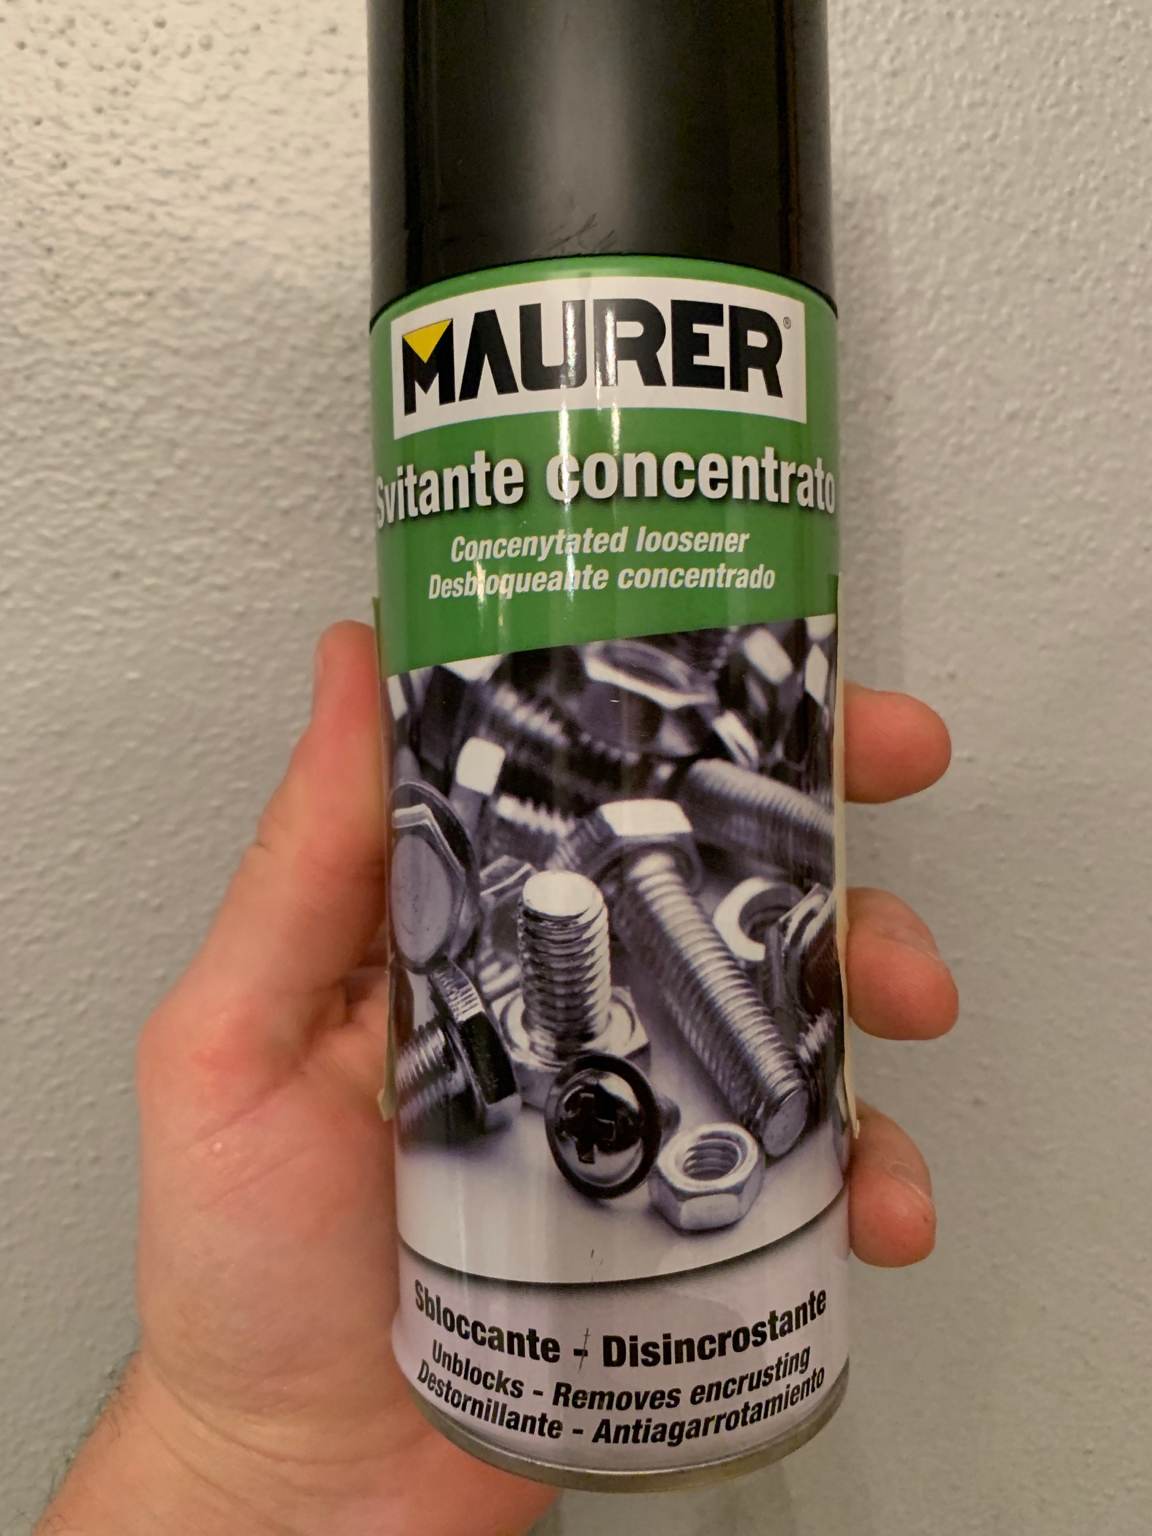 MAURER®
Svitante concentrato
Concenytated loosener
Desbloqueante concentrado
Sbloccante - Disincrostante
Unblocks - Removes encrusting
Destornillante - Antiagarrotamiento